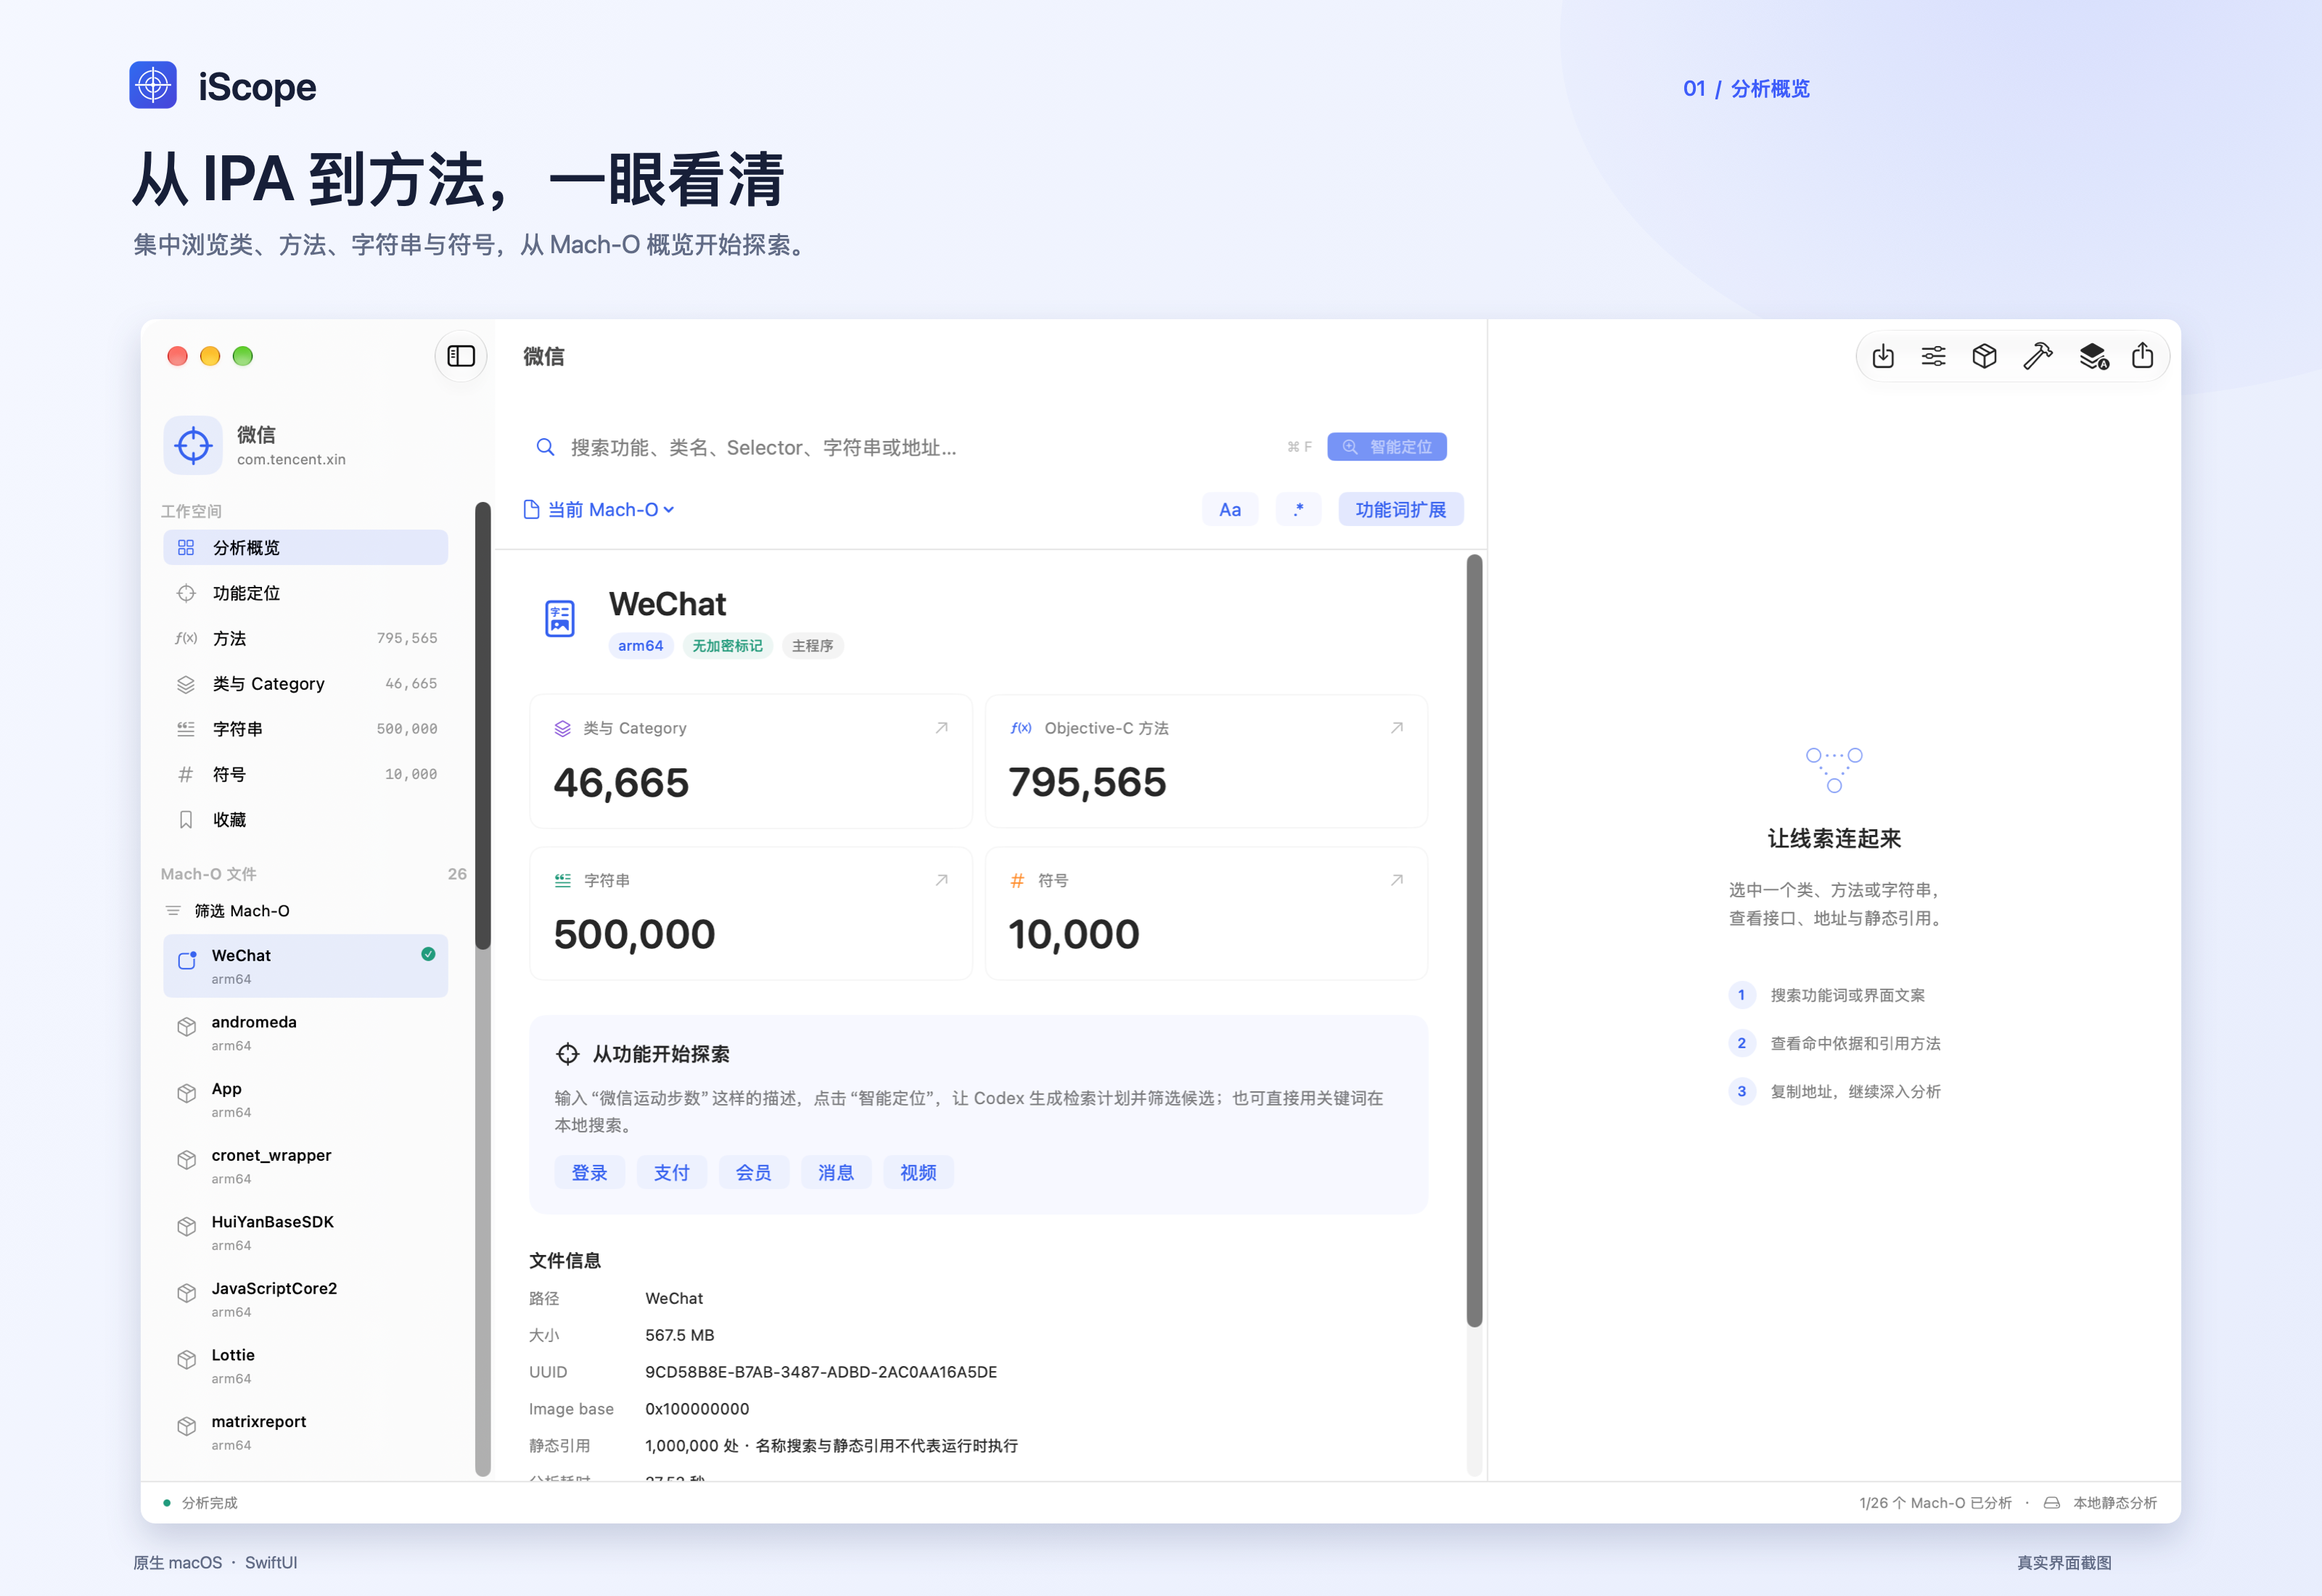 iScope
01 / 分析概览
从 IPA 到方法，一眼看清
集中浏览类、方法、字符串与符号，从 Mach-O 概览开始探索。
微信
com.tencent.xin
工作空间
分析概览
功能定位
f(x) 方法 795,565
类与 Category 46,665
字符串 500,000
# 符号 10,000
收藏
Mach-O 文件 26
筛选 Mach-O
WeChat
arm64
andromeda
arm64
App
arm64
cronet_wrapper
arm64
HuiYanBaseSDK
arm64
JavaScriptCore2
arm64
Lottie
arm64
matrixreport
arm64
微信
搜索功能、类名、Selector、字符串或地址... ⌘ F 智能定位
当前 Mach-O Aa .* 功能词扩展
WeChat
arm64 无加密标记 主程序
类与 Category
46,665
f(x) Objective-C 方法
795,565
字符串
500,000
# 符号
10,000
从功能开始探索
输入 “微信运动步数” 这样的描述，点击 “智能定位”，让 Codex 生成检索计划并筛选候选；也可直接用关键词在
本地搜索。
登录 支付 会员 消息 视频
文件信息
路径 WeChat
大小 567.5 MB
UUID 9CD58B8E-B7AB-3487-ADBD-2AC0AA16A5DE
Image base 0x100000000
静态引用 1,000,000 处 · 名称搜索与静态引用不代表运行时执行
让线索连起来
选中一个类、方法或字符串，
查看接口、地址与静态引用。
1 搜索功能词或界面文案
2 查看命中依据和引用方法
3 复制地址，继续深入分析
分析完成
1/26 个 Mach-O 已分析 · 本地静态分析
原生 macOS · SwiftUI
真实界面截图